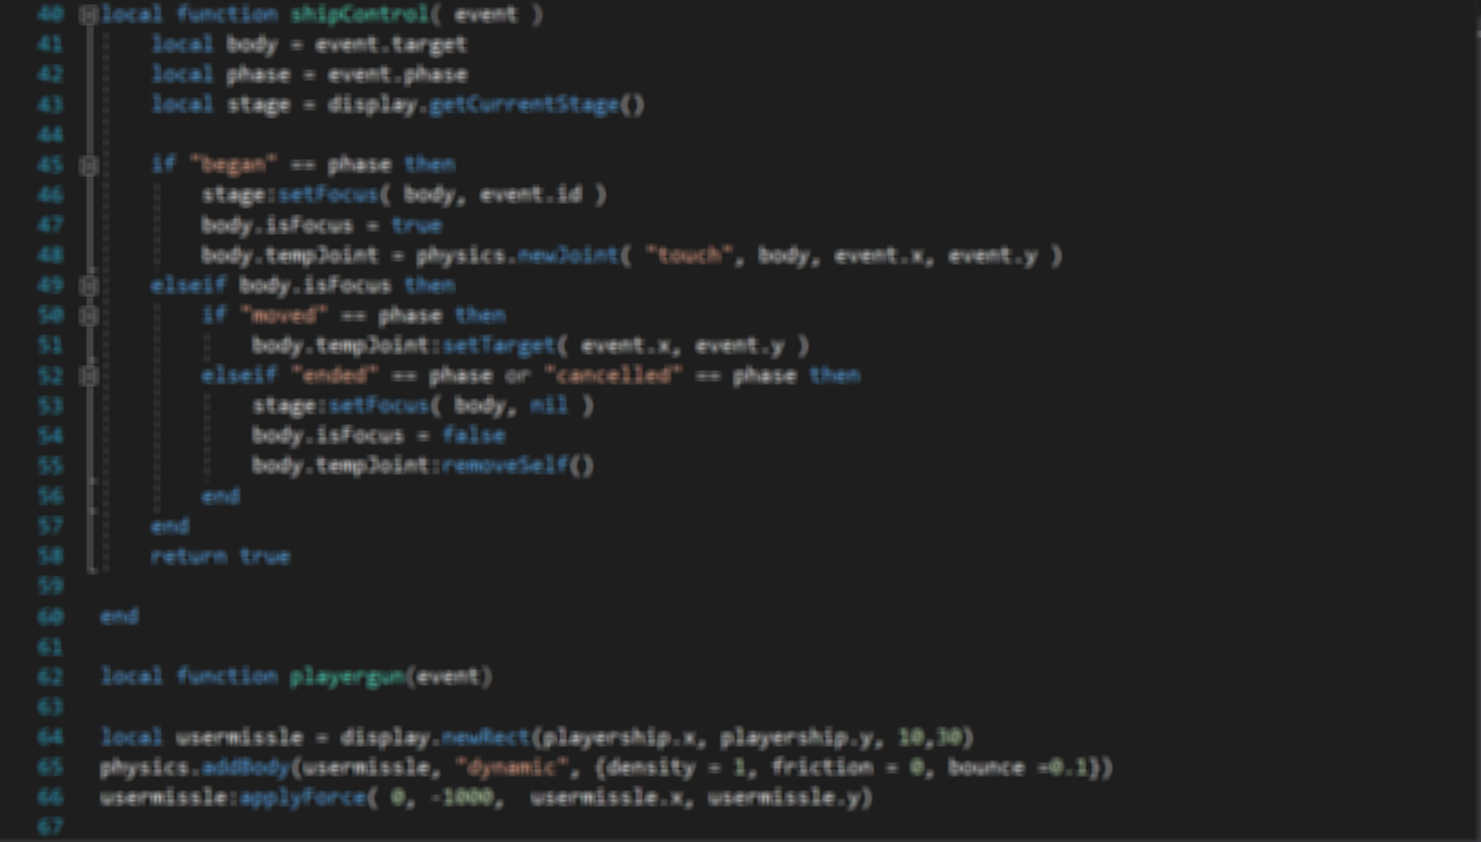 40 local function shipControl( event )
41     local body = event.target
42     local phase = event.phase
43     local stage = display.getCurrentStage()
44
45     if "began" == phase then
46         stage:setFocus( body, event.id )
47         body.isFocus = true
48         body.tempJoint = physics.newJoint( "touch", body, event.x, event.y )
49     elseif body.isFocus then
50         if "moved" == phase then
51             body.tempJoint:setTarget( event.x, event.y )
52         elseif "ended" == phase or "cancelled" == phase then
53             stage:setFocus( body, nil )
54             body.isFocus = false
55             body.tempJoint:removeSelf()
56         end
57     end
58     return true
59
60 end
61
62 local function playergun(event)
63
64 local usermissle = display.newRect(playership.x, playership.y, 10,30)
65 physics.addBody(usermissle, "dynamic", {density = 1, friction = 0, bounce =0.1})
66 usermissle:applyForce( 0, -1000,  usermissle.x, usermissle.y)
67